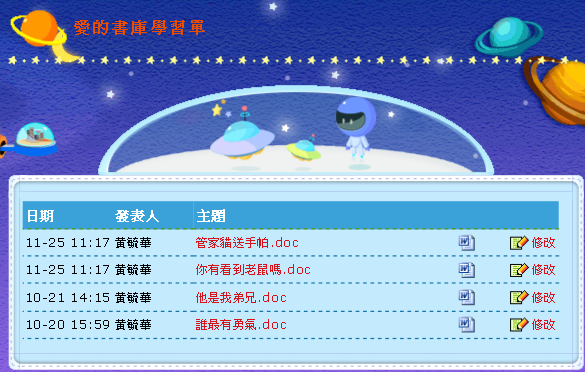 愛的書庫學習單
日期 發表人 主題
11-25 11:17 黃毓華 管家貓送手帕.doc 修改
11-25 11:17 黃毓華 你有看到老鼠嗎.doc 修改
10-21 14:15 黃毓華 他是我弟兄.doc 修改
10-20 15:59 黃毓華 誰最有勇氣.doc 修改